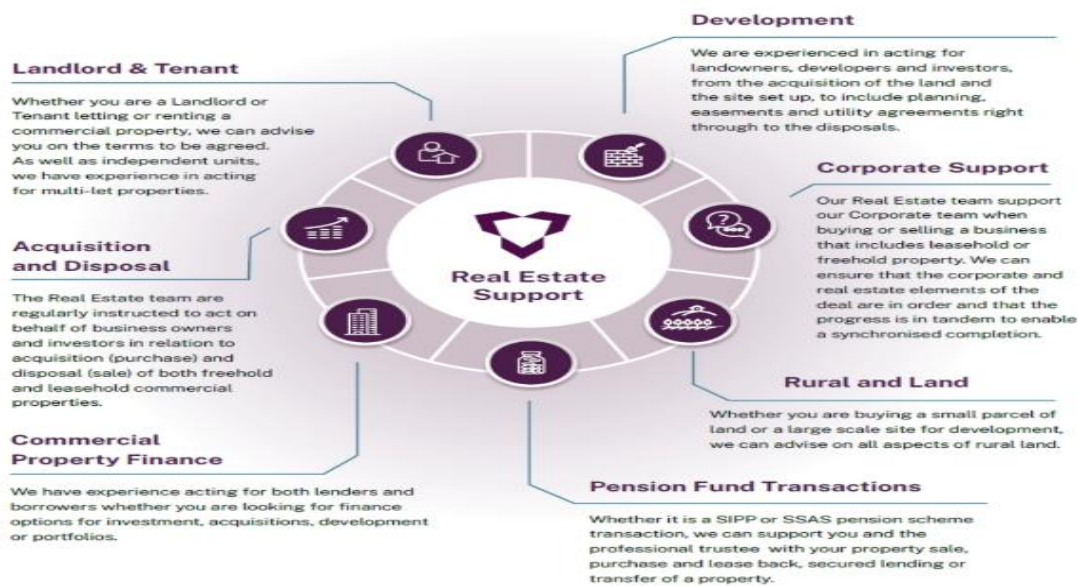 Development
We are experienced in acting for
landowners, developers and investors,
from the acquisition of the land and
the site set up, to include planning,
easements and utility agreements right
through to the disposals.
Landlord & Tenant
Whether you are a Landlord or
Tenant letting or renting a
commercial property, we can advise
you on the terms to be agreed.
As well as independent units,
we have experience in acting
for multi-let properties.
Corporate Support
Our Real Estate team support
our Corporate team when
buying or selling a business
that includes leasehold or
freehold property. We can
ensure that the corporate and
real estate elements of the
deal are in order and that the
progress is in tandem to enable
a synchronised completion.
Acquisition
and Disposal
The Real Estate team are
regularly instructed to act on
behalf of business owners
and investors in relation to
acquisition (purchase) and
disposal (sale) of both freehold
and leasehold commercial
properties.
Real Estate
Support
Rural and Land
Whether you are buying a small parcel of
land or a large scale site for development,
we can advise on all aspects of rural land.
Commercial
Property Finance
We have experience acting for both lenders and
borrowers whether you are looking for finance
options for investment, acquisitions, development
or portfolios.
Pension Fund Transactions
Whether it is a SIPP or SSAS pension scheme
transaction, we can support you and the
professional trustee with your property sale,
purchase and lease back, secured lending or
transfer of a property.